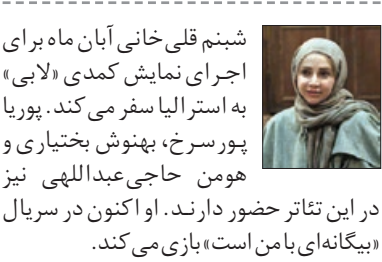 شبنم قلی‌خانی آبان ماه برای
اجرای نمایش کمدی «لابی»
به استرالیا سفر می‌کند. پوریا
پورسرخ، بهنوش بختیاری و
هومن حاجی‌عبداللهی نیز
در این تئاتر حضور دارند. او اکنون در سریال
«بیگانه‌ای با من است» بازی می‌کند.